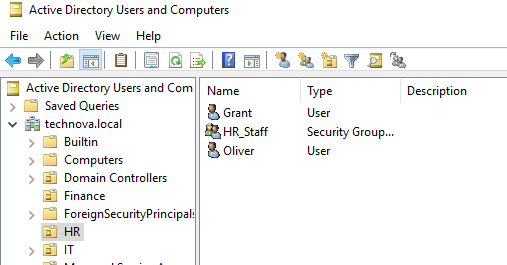 Active Directory Users and Computers
File Action View Help
Active Directory Users and Com
Saved Queries
technova.local
Builtin
Computers
Domain Controllers
Finance
ForeignSecurityPrincipals
HR
IT
Name Type Description
Grant User
HR_Staff Security Group...
Oliver User